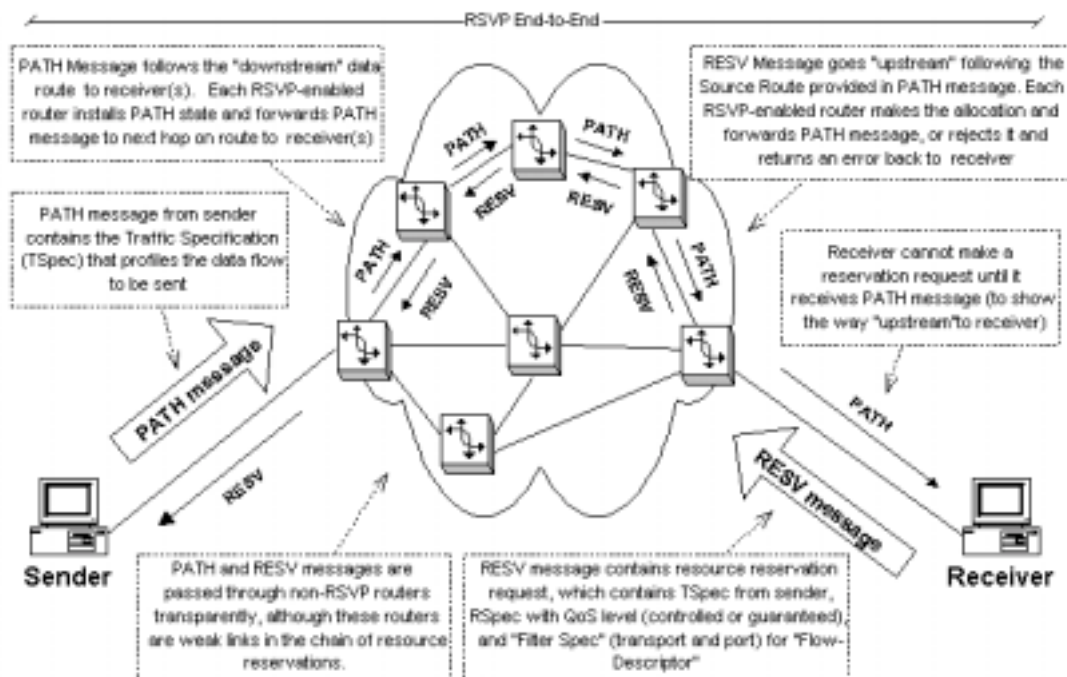 RSVP End-to-End
PATH Message follows the "downstream" data
route to receiver(s). Each RSVP-enabled
router installs PATH state and forwards PATH
message to next hop on route to receiver(s)
RESV Message goes "upstream" following the
Source Route provided in PATH message. Each
RSVP-enabled router makes the allocation and
forwards PATH message, or rejects it and
returns an error back to receiver
PATH message from sender
contains the Traffic Specification
(TSpec) that profiles the data flow
to be sent
Receiver cannot make a
reservation request until it
receives PATH message (to show
the way "upstream"to receiver)
PATH
RESV
PATH
RESV
PATH
RESV
PATH
RESV
PATH message
RESV
PATH
RESV message
Sender
Receiver
PATH and RESV messages are
passed through non-RSVP routers
transparently, although these routers
are weak links in the chain of resource
reservations.
RESV message contains resource reservation
request, which contains TSpec from sender,
RSpec with QoS level (controlled or guaranteed),
and "Filter Spec" (transport and port) for "Flow-
Descriptor"